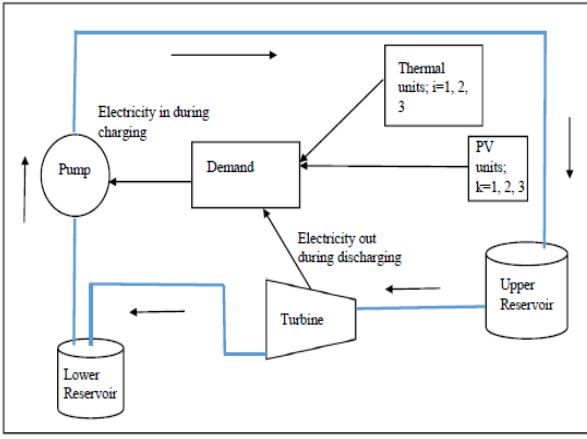 Thermal
units; i=1, 2,
3
Electricity in during
charging
PV
units;
k=1, 2, 3
Pump
Demand
Electricity out
during discharging
Upper
Reservoir
Turbine
Lower
Reservoir